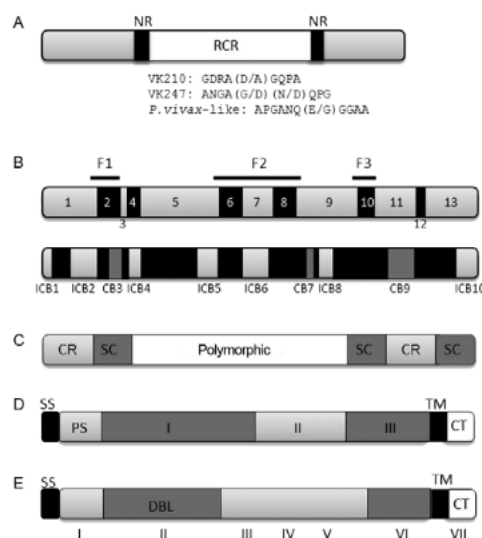 A
NR NR
RCR
VK210: GDRA(D/A)GQPA
VK247: ANGA(G/D)(N/D)QPG
P.vivax-like: APGANQ(E/G)GGAA
B
F1 F2 F3
1 2 4 5 6 7 8 9 10 11 13
3 12
ICB1 ICB2 CB3 ICB4 ICB5 ICB6 CB7 ICB8 CB9 ICB10
C
CR SC Polymorphic SC CR SC
D
SS TM
PS I II III CT
E
SS TM
DBL CT
I II III IV V VI VII